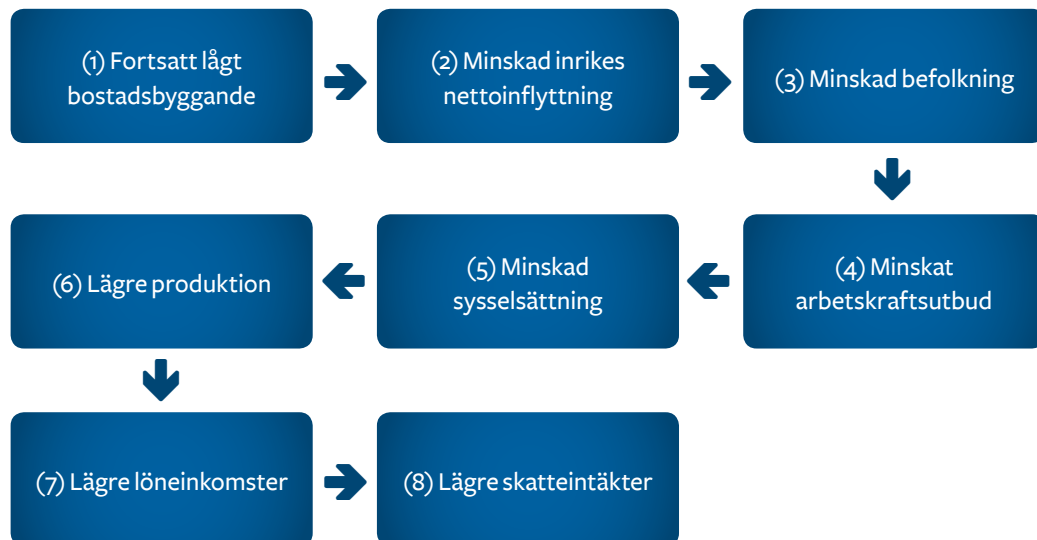 (1) Fortsatt lågt
bostadsbyggande
(2) Minskad inrikes
nettoinflyttning
(3) Minskad befolkning
(4) Minskat
arbetskraftsutbud
(5) Minskad
sysselsättning
(6) Lägre produktion
(7) Lägre löneinkomster
(8) Lägre skatteintäkter